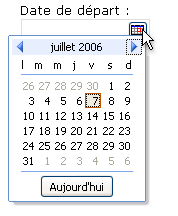 Date de départ :
juillet 2006
l m m j v s d
26 27 28 29 30 1 2
3 4 5 6 7 8 9
10 11 12 13 14 15 16
17 18 19 20 21 22 23
24 25 26 27 28 29 30
31 1 2 3 4 5 6
Aujourd'hui